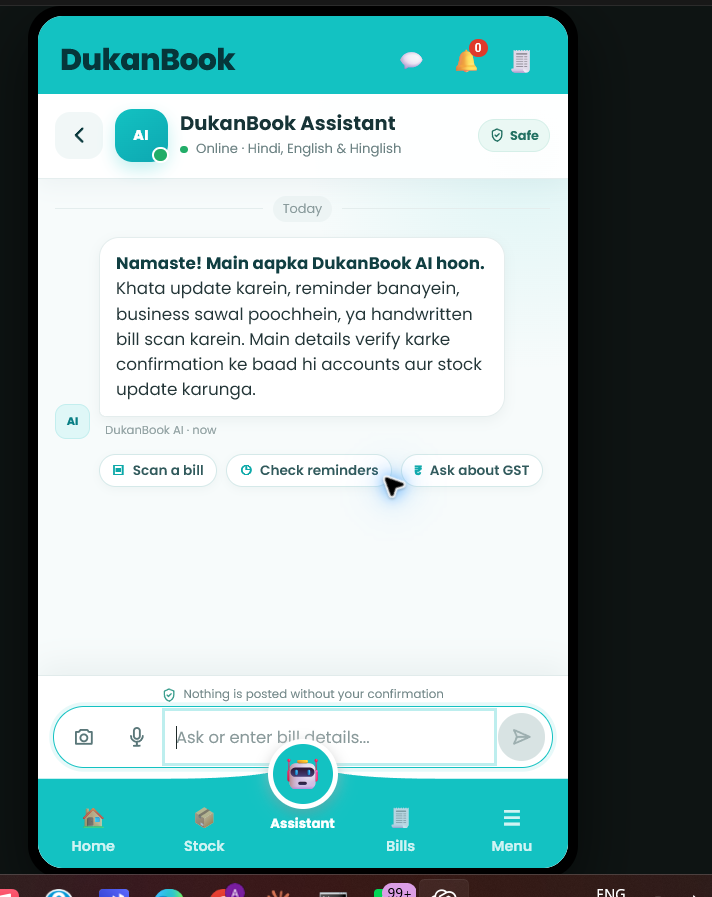 DukanBook
0
AI
DukanBook Assistant
Online · Hindi, English & Hinglish
Safe
Today
Namaste! Main aapka DukanBook AI hoon.
Khata update karein, reminder banayein,
business sawal poochhein, ya handwritten
bill scan karein. Main details verify karke
confirmation ke baad hi accounts aur stock
update karunga.
AI
DukanBook AI · now
Scan a bill
Check reminders
₹ Ask about GST
Nothing is posted without your confirmation
Ask or enter bill details...
Home
Stock
Assistant
Bills
Menu
A
99+
ENG